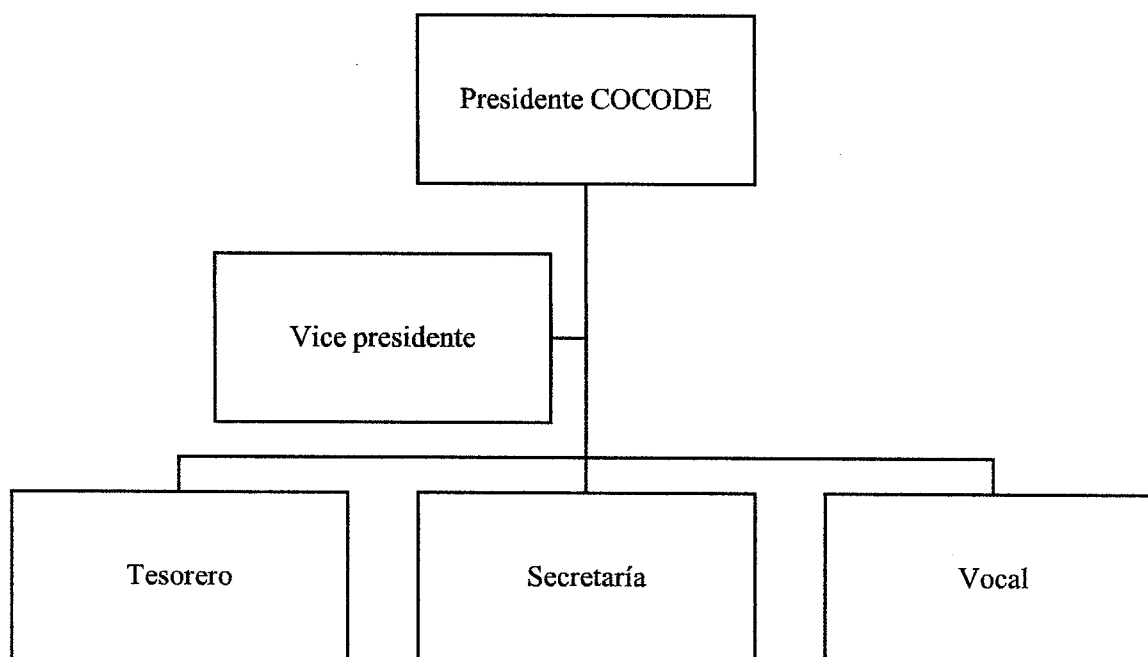 Presidente COCODE
Vice presidente
Tesorero
Secretaría
Vocal